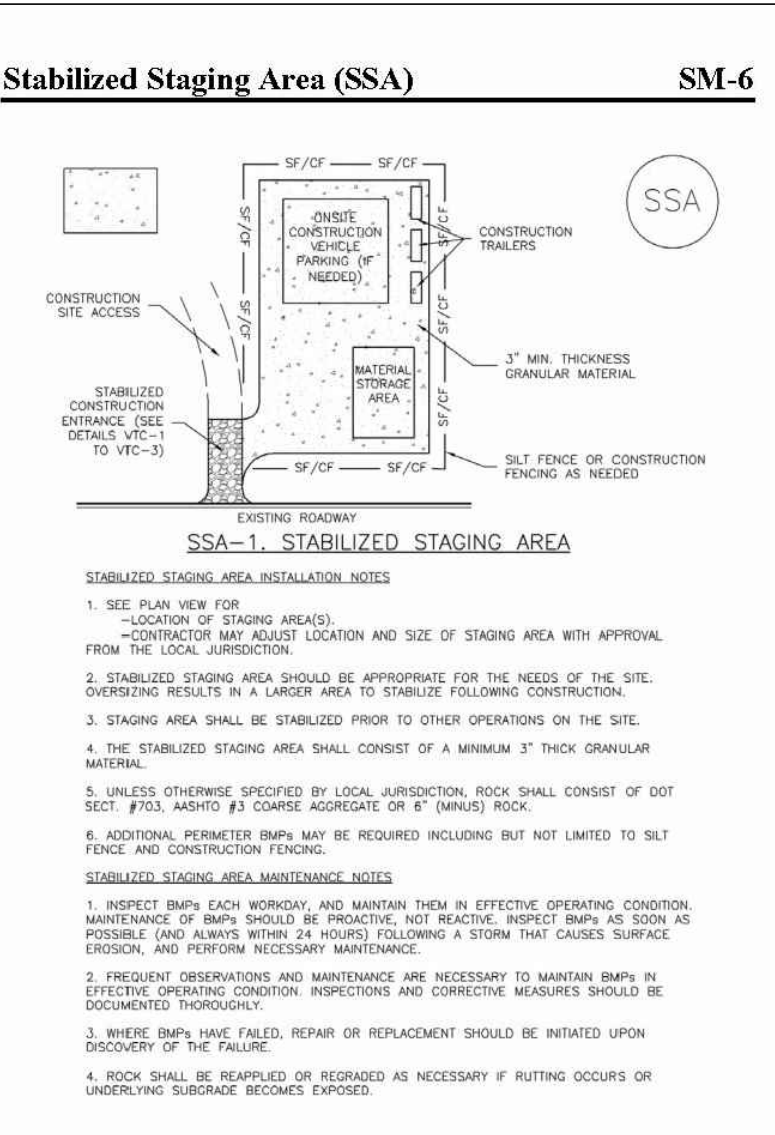 Stabilized Staging Area (SSA) SM-6
SF/CF SF/CF
SSA
SF/CF
SF/CF
ONSITE
CONSTRUCTION
VEHICLE
PARKING (IF
NEEDED)
CONSTRUCTION
TRAILERS
CONSTRUCTION
SITE ACCESS
SF/CF
SF/CF
3" MIN. THICKNESS
GRANULAR MATERIAL
MATERIAL
STORAGE
AREA
STABILIZED
CONSTRUCTION
ENTRANCE (SEE
DETAILS VTC-1
TO VTC-3)
SF/CF
SF/CF SF/CF
SILT FENCE OR CONSTRUCTION
FENCING AS NEEDED
EXISTING ROADWAY
SSA-1. STABILIZED STAGING AREA
STABILIZED STAGING AREA INSTALLATION NOTES
1. SEE PLAN VIEW FOR
-LOCATION OF STAGING AREA(S).
-CONTRACTOR MAY ADJUST LOCATION AND SIZE OF STAGING AREA WITH APPROVAL
FROM THE LOCAL JURISDICTION.
2. STABILIZED STAGING AREA SHOULD BE APPROPRIATE FOR THE NEEDS OF THE SITE.
OVERSIZING RESULTS IN A LARGER AREA TO STABILIZE FOLLOWING CONSTRUCTION.
3. STAGING AREA SHALL BE STABILIZED PRIOR TO OTHER OPERATIONS ON THE SITE.
4. THE STABILIZED STAGING AREA SHALL CONSIST OF A MINIMUM 3" THICK GRANULAR
MATERIAL.
5. UNLESS OTHERWISE SPECIFIED BY LOCAL JURISDICTION, ROCK SHALL CONSIST OF DOT
SECT. #703, AASHTO #3 COARSE AGGREGATE OR 6" (MINUS) ROCK.
6. ADDITIONAL PERIMETER BMPs MAY BE REQUIRED INCLUDING BUT NOT LIMITED TO SILT
FENCE AND CONSTRUCTION FENCING.
STABILIZED STAGING AREA MAINTENANCE NOTES
1. INSPECT BMPs EACH WORKDAY, AND MAINTAIN THEM IN EFFECTIVE OPERATING CONDITION.
MAINTENANCE OF BMPs SHOULD BE PROACTIVE, NOT REACTIVE. INSPECT BMPs AS SOON AS
POSSIBLE (AND ALWAYS WITHIN 24 HOURS) FOLLOWING A STORM THAT CAUSES SURFACE
EROSION, AND PERFORM NECESSARY MAINTENANCE.
2. FREQUENT OBSERVATIONS AND MAINTENANCE ARE NECESSARY TO MAINTAIN BMPs IN
EFFECTIVE OPERATING CONDITION. INSPECTIONS AND CORRECTIVE MEASURES SHOULD BE
DOCUMENTED THOROUGHLY.
3. WHERE BMPs HAVE FAILED, REPAIR OR REPLACEMENT SHOULD BE INITIATED UPON
DISCOVERY OF THE FAILURE.
4. ROCK SHALL BE REAPPLIED OR REGRADED AS NECESSARY IF RUTTING OCCURS OR
UNDERLYING SUBGRADE BECOMES EXPOSED.